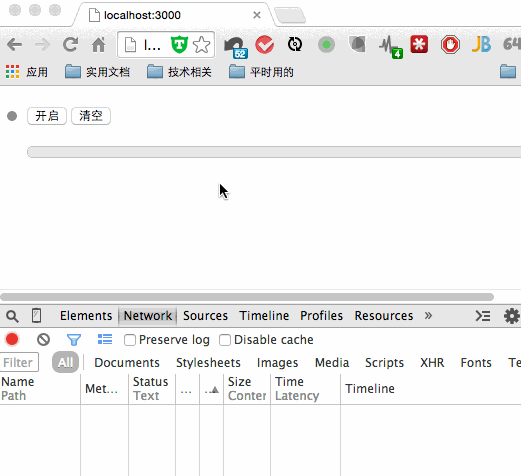 localhost:3000
l...
62
4
JB
64
应用 实用文档 技术相关 平时用的
开启 清空
Elements Network Sources Timeline Profiles Resources »
Preserve log Disable cache
Filter All Documents Stylesheets Images Media Scripts XHR Fonts Te
Name Met... Status ... ... Size Time Timeline
Path Text Conter Latency